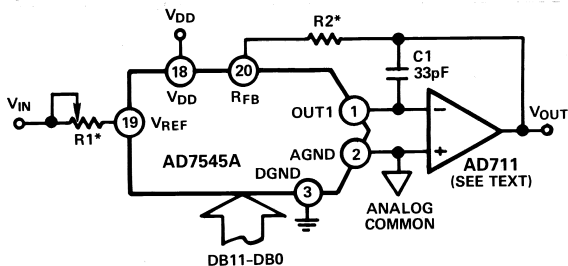 VDD
R2*
C1
33pF
18
20
VDD
RFB
VIN
R1*
19
VREF
OUT1
1
−
VOUT
AD7545A
AGND
2
+
AD711
(SEE TEXT)
DGND
3
ANALOG
COMMON
DB11–DB0